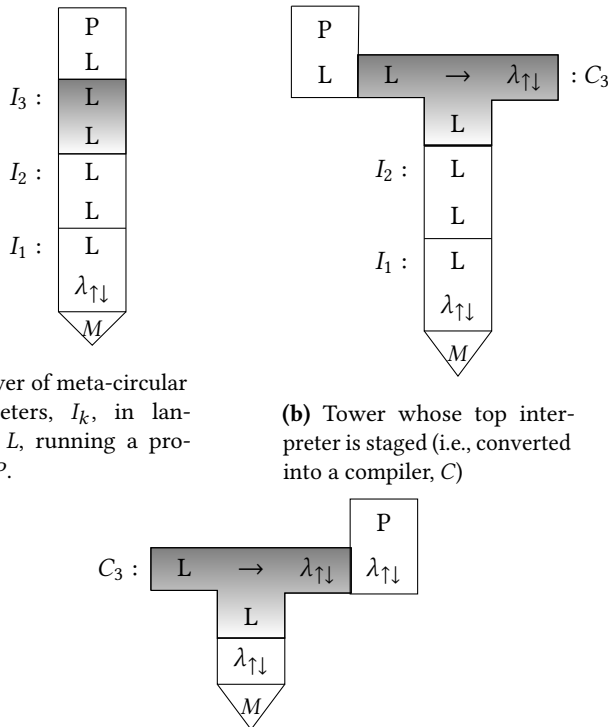 P
L
I₃ : L
L
I₂ : L
L
I₁ : L
λ↑↓
M
P
L
L → λ↑↓ : C₃
L
I₂ : L
L
I₁ : L
λ↑↓
M
ver of meta-circular
eters, Iₖ, in lan-
L, running a pro-
P.
(b) Tower whose top inter-
preter is staged (i.e., converted
into a compiler, C)
P
C₃ : L → λ↑↓ λ↑↓
L
λ↑↓
M